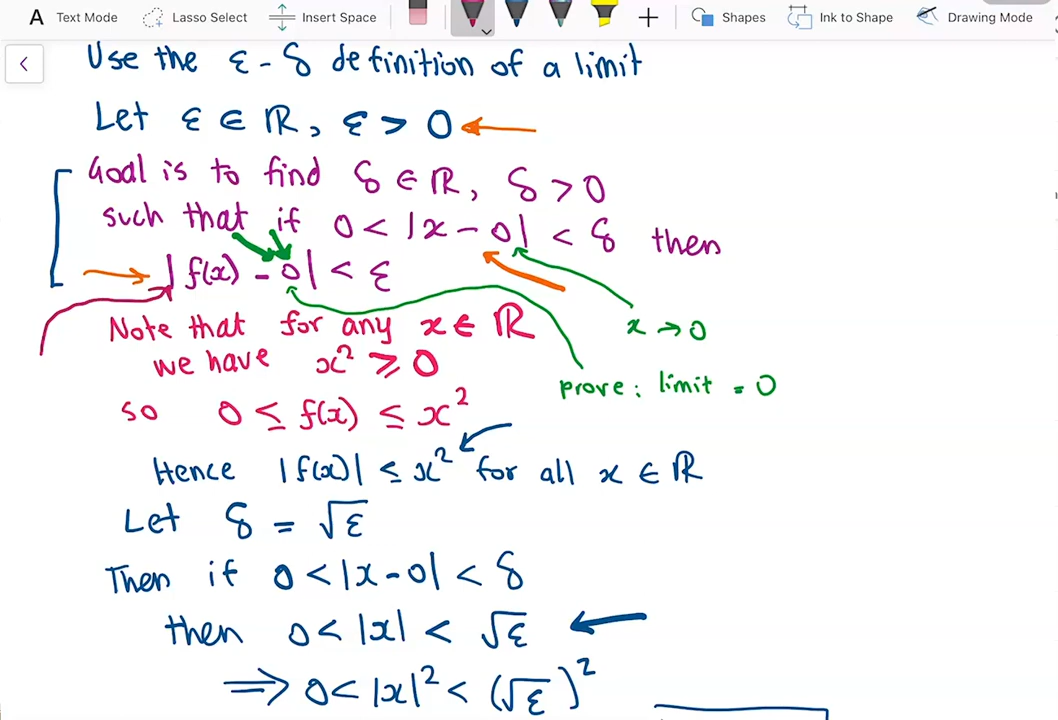 A Text Mode Lasso Select Insert Space Shapes Ink to Shape Drawing Mode
Use the ε - δ definition of a limit
Let ε ∈ ℝ, ε > 0
Goal is to find δ ∈ ℝ, δ > 0
such that if 0 < |x - 0| < δ then
|f(x) - 0| < ε
Note that for any x ∈ ℝ
x → 0
we have x² ≥ 0
prove: limit = 0
so 0 ≤ f(x) ≤ x²
Hence |f(x)| ≤ x² for all x ∈ ℝ
Let δ = √ε
Then if 0 < |x - 0| < δ
then 0 < |x| < √ε
⟹ 0 < |x|² < (√ε)²